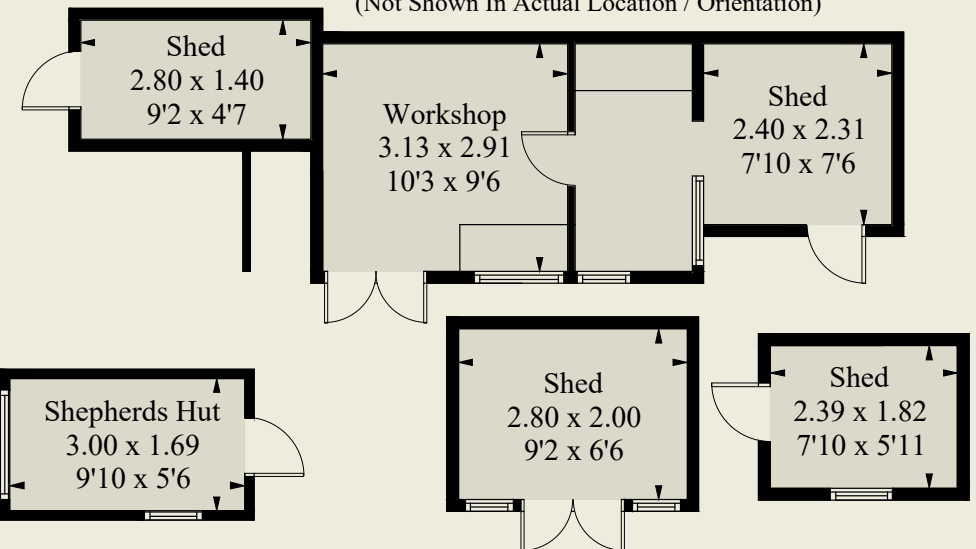 (Not Shown In Actual Location / Orientation)
Shed
2.80 x 1.40
9'2 x 4'7
Workshop
3.13 x 2.91
10'3 x 9'6
Shed
2.40 x 2.31
7'10 x 7'6
Shepherds Hut
3.00 x 1.69
9'10 x 5'6
Shed
2.80 x 2.00
9'2 x 6'6
Shed
2.39 x 1.82
7'10 x 5'11